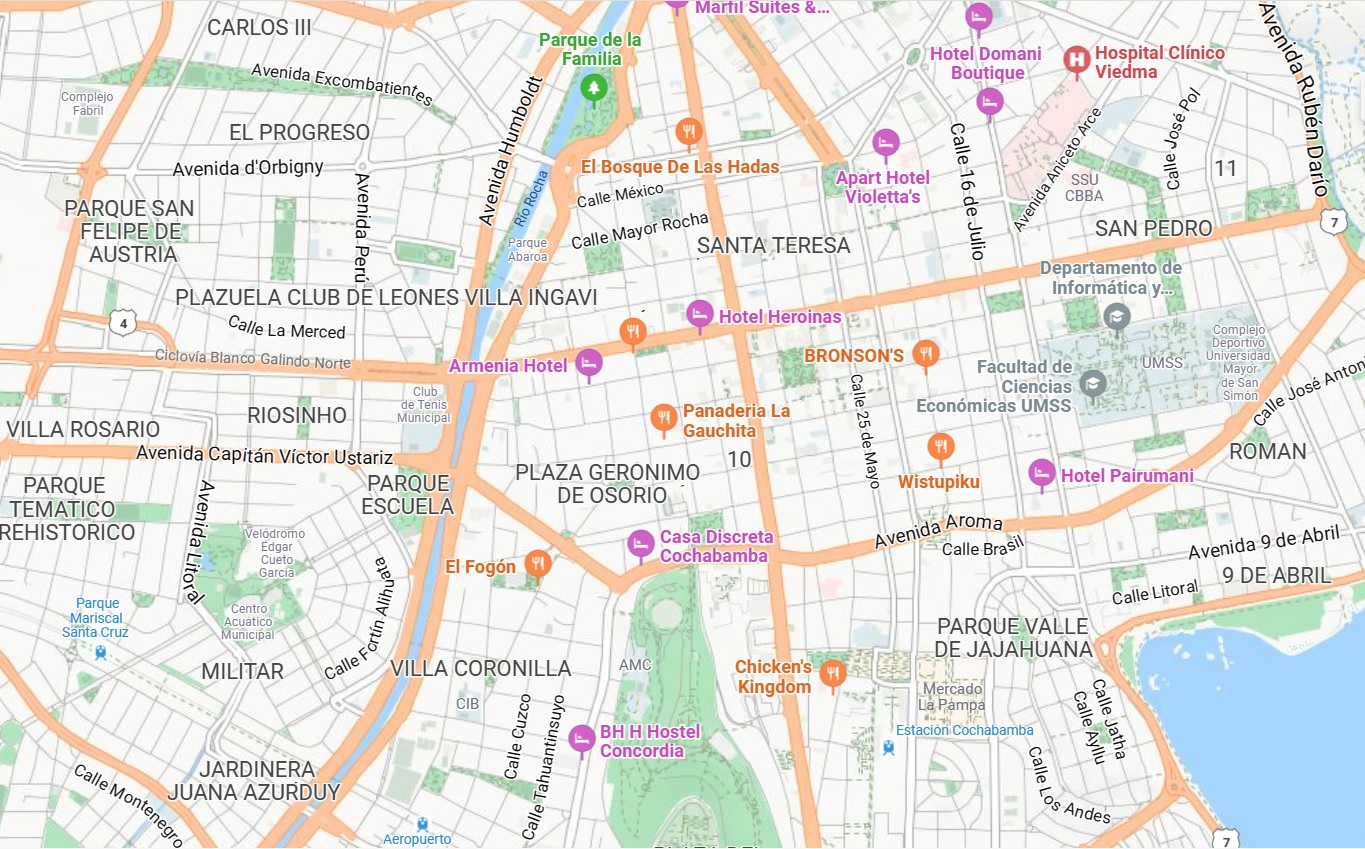 Marfil Suites &...
CARLOS III
Parque de la
Familia
Hotel Domani
Boutique
Hospital Clínico
Viedma
Avenida Rubén Darío
Avenida Excombatientes
Complejo
Fabril
Avenida Humboldt
EL PROGRESO
Avenida d'Orbigny
El Bosque De Las Hadas
Calle 16 de Julio
Avenida Aniceto Arce
Calle José Pol
11
SSU
CBBA
Apart Hotel
Violetta's
Avenida Perú
Río Rocha
Calle México
Calle Mayor Rocha
PARQUE SAN
FELIPE DE
AUSTRIA
Parque
Abaroa
SANTA TERESA
SAN PEDRO
7
Departamento de
Informática y...
PLAZUELA CLUB DE LEONES VILLA INGAVI
4
Calle La Merced
Hotel Heroinas
Ciclovía Blanco Galindo Norte
Armenia Hotel
BRONSON'S
Facultad de
Ciencias
Económicas UMSS
UMSS
Complejo
Deportivo
Universidad
Mayor
de San
Simón
Calle José Anton
Club
de Tenis
Municipal
Calle 25 de Mayo
RIOSINHO
VILLA ROSARIO
Panaderia La
Gauchita
10
Avenida Capitán Víctor Ustariz
ROMAN
PLAZA GERONIMO
DE OSORIO
Wistupiku
Hotel Pairumani
PARQUE
TEMATICO
REHISTORICO
PARQUE
ESCUELA
Avenida Litoral
Velódromo
Edgar
Cueto
García
Avenida Aroma
Calle Brasil
Avenida 9 de Abril
9 DE ABRIL
Casa Discreta
Cochabamba
El Fogón
Calle Litoral
Parque
Mariscal
Santa Cruz
Centro
Acuático
Municipal
Calle Fortín Alihuata
PARQUE VALLE
DE JAJAHUANA
MILITAR
VILLA CORONILLA
AMC
Chicken's
Kingdom
CIB
Calle Cuzco
Calle Tahuantinsuyo
Mercado
La Pampa
Calle Jatha
Calle Ayllu
Estación Cochabamba
BH H Hostel
Concordia
Calle Los Andes
JARDINERA
JUANA AZURDUY
Calle Montenegro
Aeropuerto
7